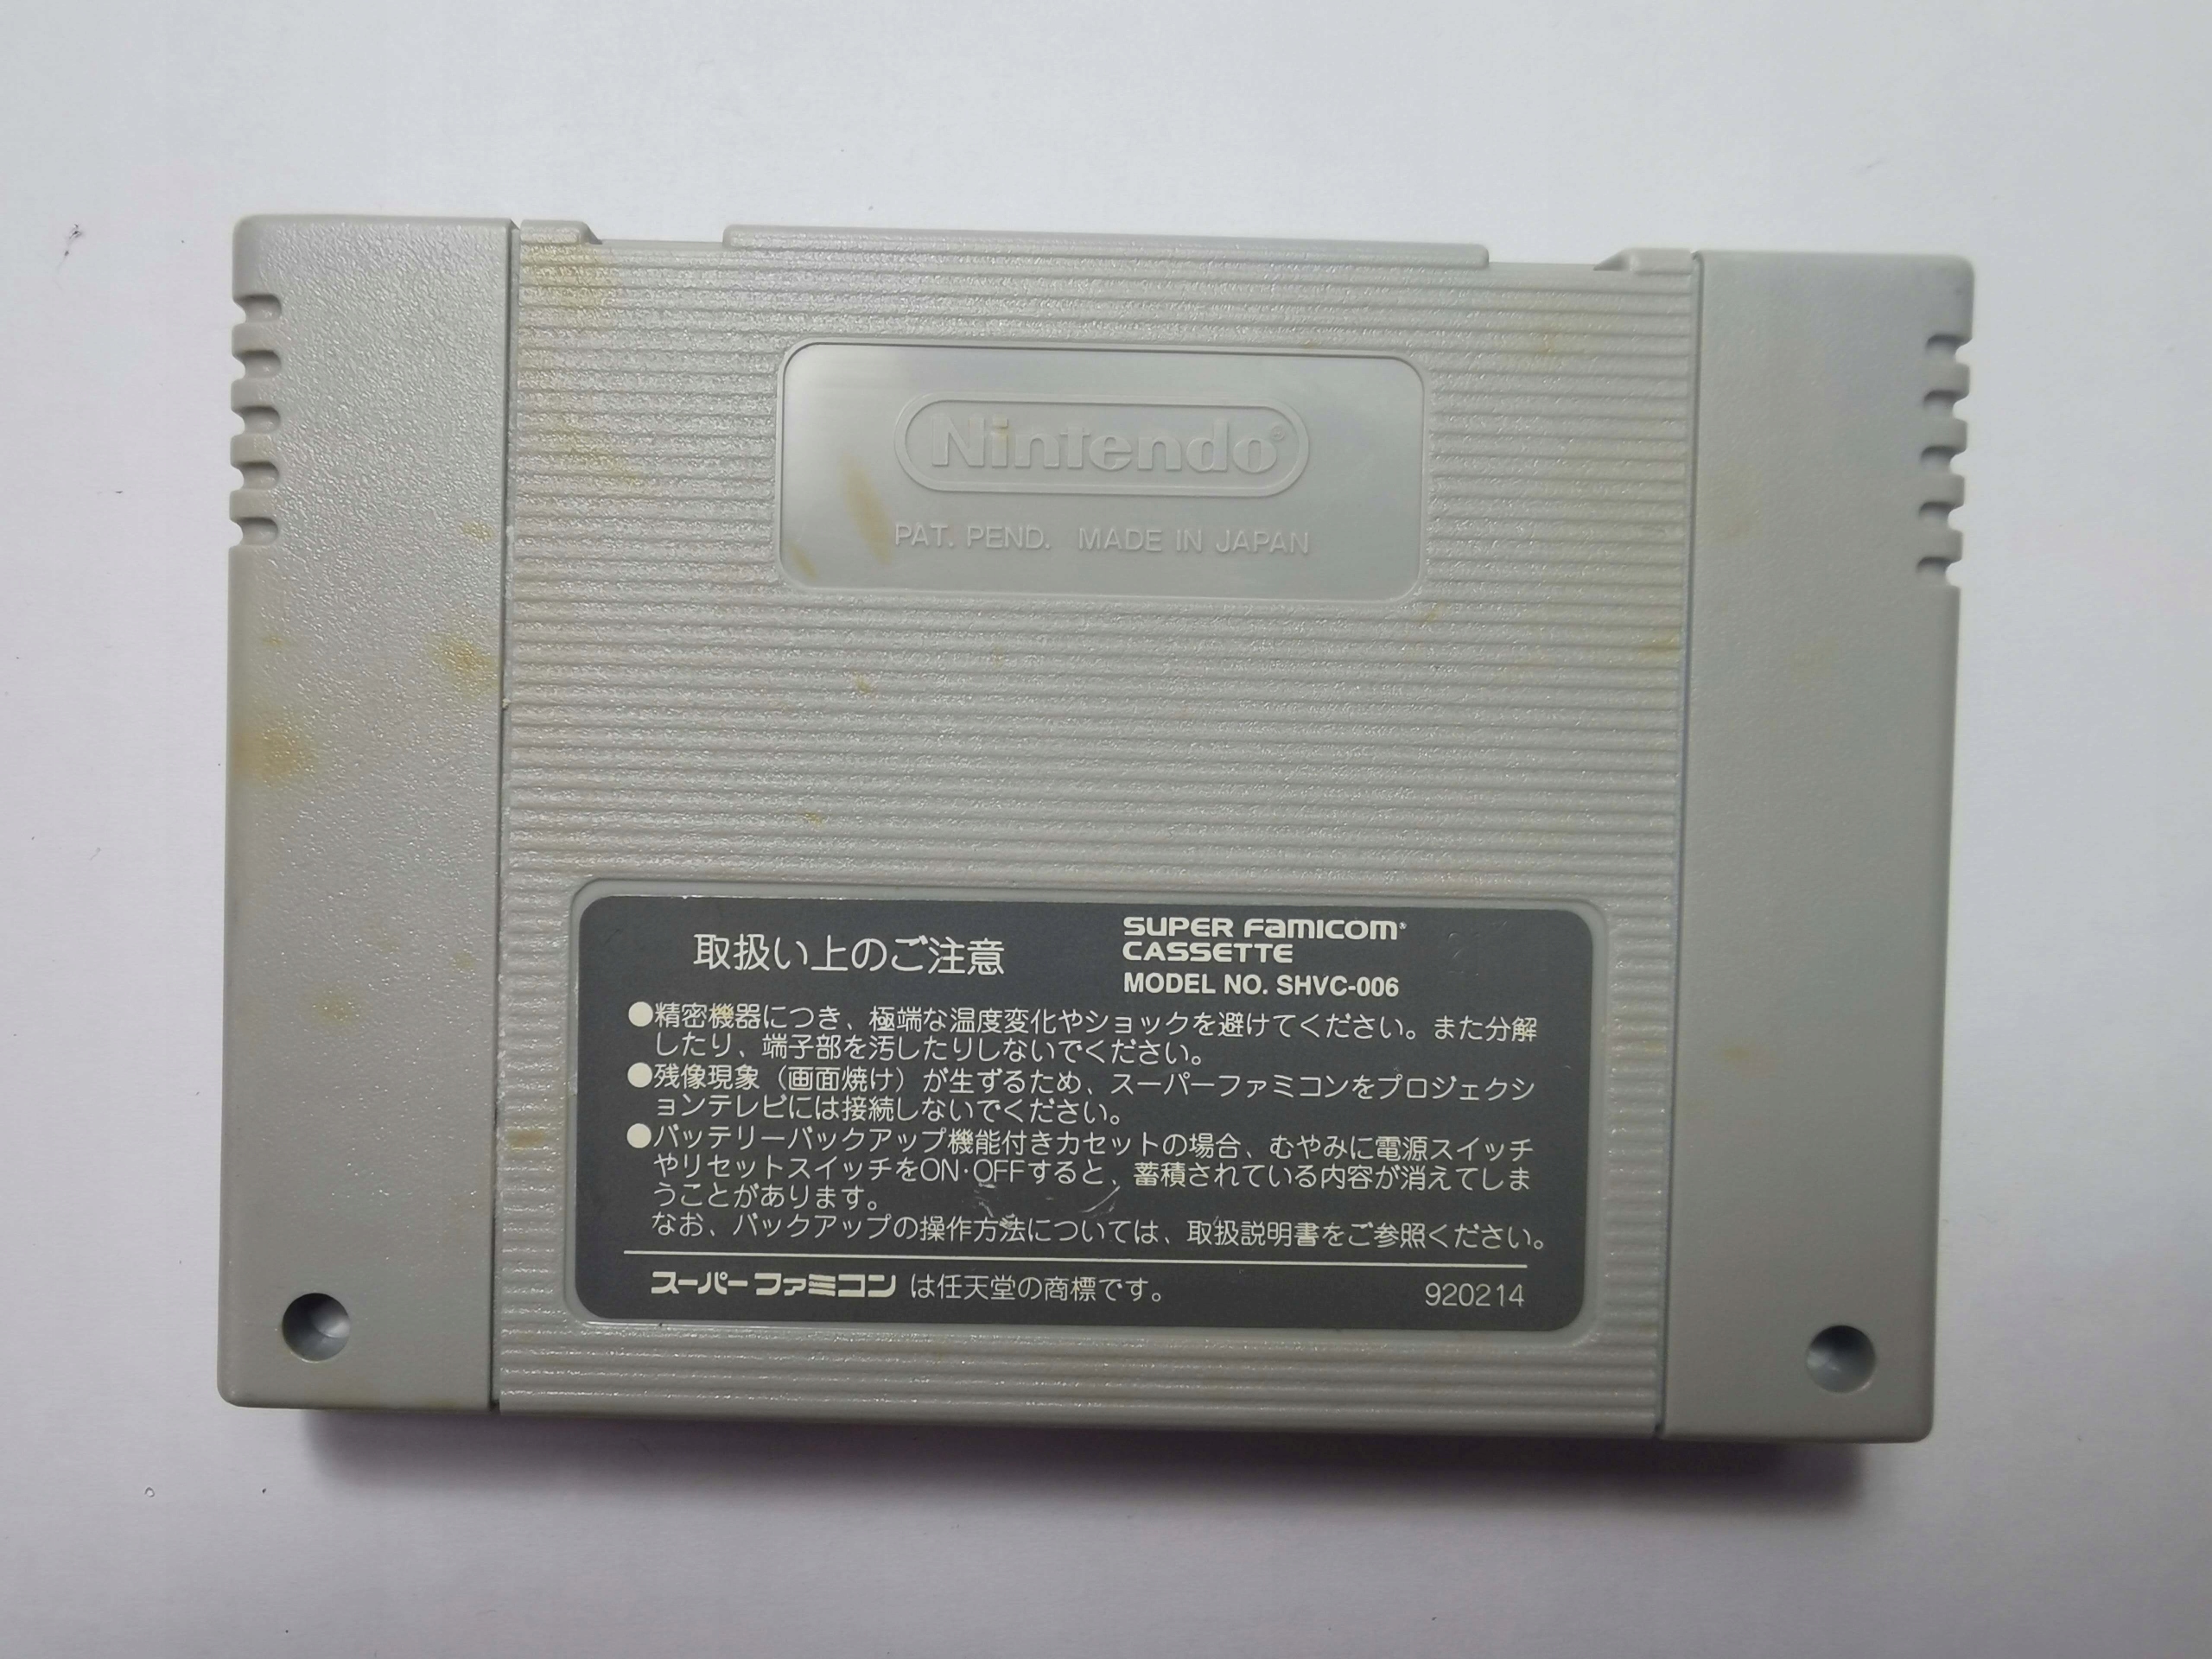 Nintendo®
PAT. PEND. MADE IN JAPAN
取扱い上のご注意
SUPER FAMICOM®
CASSETTE
MODEL NO. SHVC-006
●精密機器につき、極端な温度変化やショックを避けてください。また分解
したり、端子部を汚したりしないでください。
●残像現象（画面焼け）が生ずるため、スーパーファミコンをプロジェクシ
ョンテレビには接続しないでください。
●バッテリーバックアップ機能付きカセットの場合、むやみに電源スイッチ
やリセットスイッチをON・OFFすると、蓄積されている内容が消えてしま
うことがあります。
なお、バックアップの操作方法については、取扱説明書をご参照ください。
スーパーファミコン は任天堂の商標です。
920214